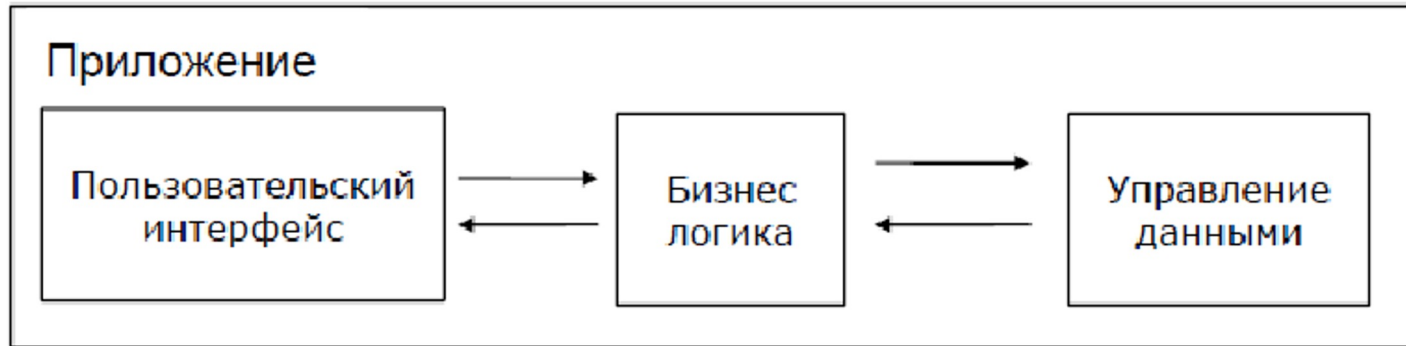 Приложение
Пользовательский
интерфейс
Бизнес
логика
Управление
данными